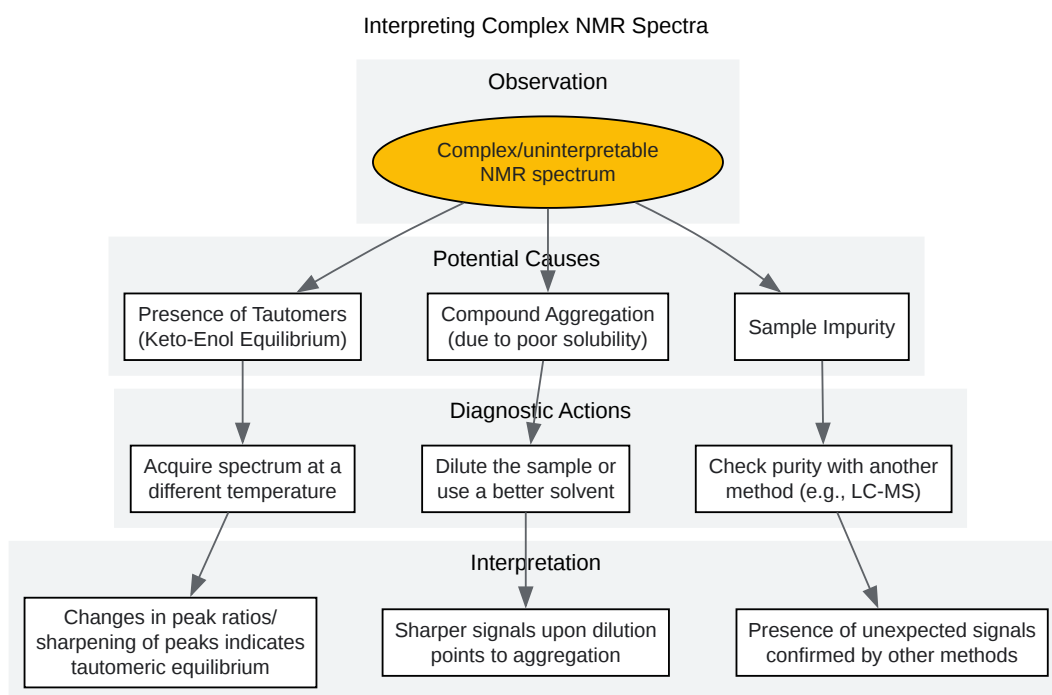 Interpreting Complex NMR Spectra
Observation
Complex/uninterpretable
NMR spectrum
Potential Causes
Presence of Tautomers
(Keto-Enol Equilibrium)
Compound Aggregation
(due to poor solubility)
Sample Impurity
Diagnostic Actions
Acquire spectrum at a
different temperature
Dilute the sample or
use a better solvent
Check purity with another
method (e.g., LC-MS)
Interpretation
Changes in peak ratios/
sharpening of peaks indicates
tautomeric equilibrium
Sharper signals upon dilution
points to aggregation
Presence of unexpected signals
confirmed by other methods